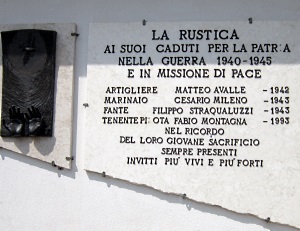 LA RUSTICA
AI SUOI CADUTI PER LA PATRIA
NELLA GUERRA 1940-1945
E IN MISSIONE DI PACE
ARTIGLIERE MATTEO AVALLE -1942
MARINAIO CESARIO MILENO -1943
FANTE FILIPPO STRAQUALUZZI -1943
TENENTE PI: OTA FABIO MONTAGNA -1993
NEL RICORDO
DEL LORO GIOVANE SACRIFICIO
SEMPRE PRESENTI
INVITTI PIU' VIVI E PIU' FORTI